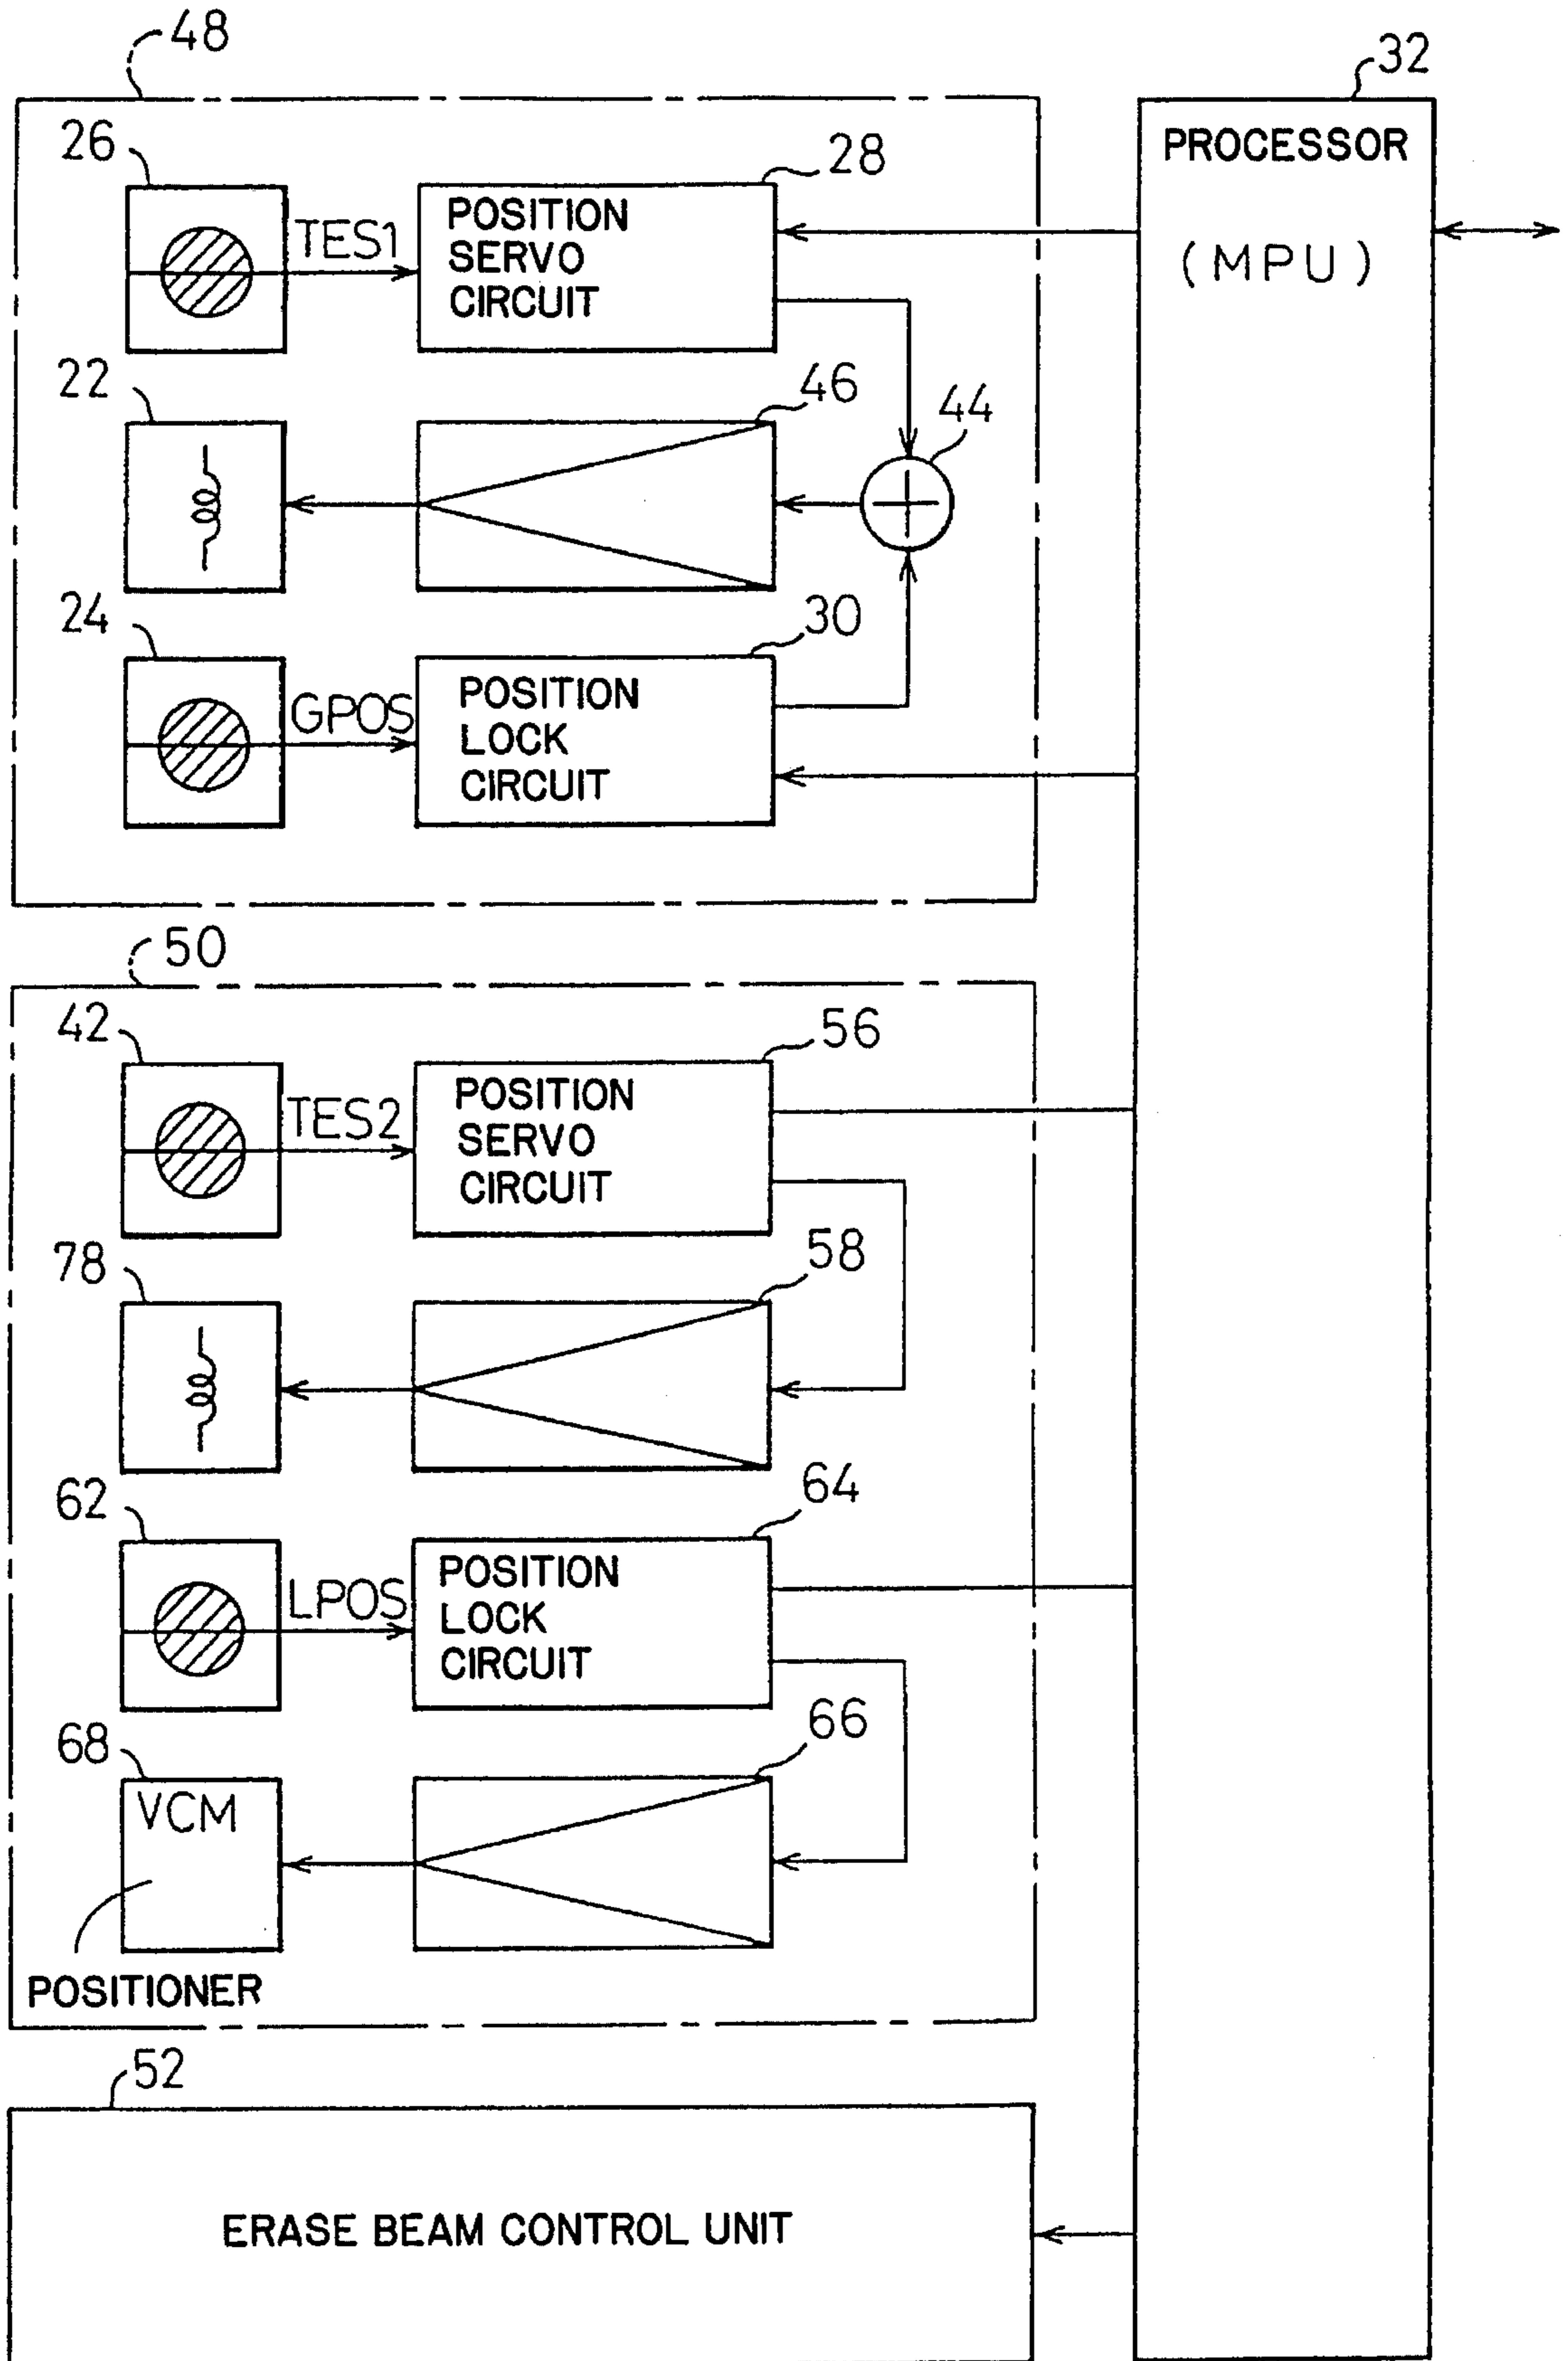 48
32
26
28
PROCESSOR
(MPU)
TES1
POSITION
SERVO
CIRCUIT
22
46
44
24
30
GPOS
POSITION
LOCK
CIRCUIT
50
42
56
TES2
POSITION
SERVO
CIRCUIT
78
58
62
64
LPOS
POSITION
LOCK
CIRCUIT
68
66
VCM
POSITIONER
52
ERASE BEAM CONTROL UNIT